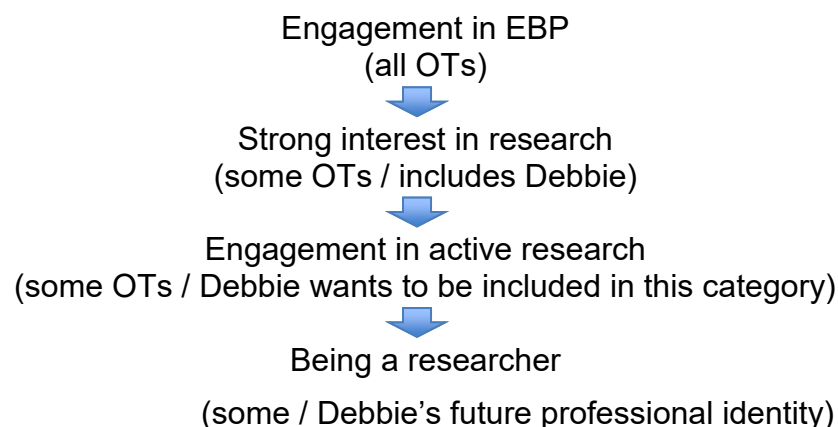 Engagement in EBP
(all OTs)
Strong interest in research
(some OTs / includes Debbie)
Engagement in active research
(some OTs / Debbie wants to be included in this category)
Being a researcher
(some / Debbie’s future professional identity)